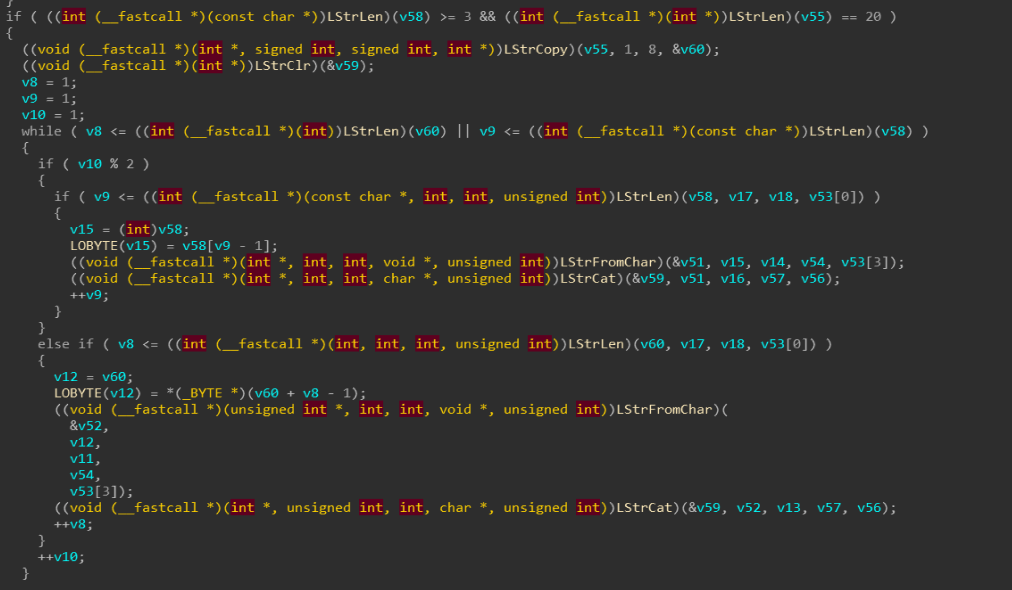 }
if ( ((int (__fastcall *)(const char *))LStrLen)(v58) >= 3 && ((int (__fastcall *)(int *))LStrLen)(v55) == 20 )
{
  ((void (__fastcall *)(int *, signed int, signed int, int *))LStrCopy)(v55, 1, 8, &v60);
  ((void (__fastcall *)(int *))LStrClr)(&v59);
  v8 = 1;
  v9 = 1;
  v10 = 1;
  while ( v8 <= ((int (__fastcall *)(int))LStrLen)(v60) || v9 <= ((int (__fastcall *)(const char *))LStrLen)(v58) )
  {
    if ( v10 % 2 )
    {
      if ( v9 <= ((int (__fastcall *)(const char *, int, int, unsigned int))LStrLen)(v58, v17, v18, v53[0]) )
      {
        v15 = (int)v58;
        LOBYTE(v15) = v58[v9 - 1];
        ((void (__fastcall *)(int *, int, int, void *, unsigned int))LStrFromChar)(&v51, v15, v14, v54, v53[3]);
        ((void (__fastcall *)(int *, int, int, char *, unsigned int))LStrCat)(&v59, v51, v16, v57, v56);
        ++v9;
      }
    }
    else if ( v8 <= ((int (__fastcall *)(int, int, int, unsigned int))LStrLen)(v60, v17, v18, v53[0]) )
    {
      v12 = v60;
      LOBYTE(v12) = *(_BYTE *)(v60 + v8 - 1);
      ((void (__fastcall *)(unsigned int *, int, int, void *, unsigned int))LStrFromChar)(
        &v52,
        v12,
        v11,
        v54,
        v53[3]);
      ((void (__fastcall *)(int *, unsigned int, int, char *, unsigned int))LStrCat)(&v59, v52, v13, v57, v56);
      ++v8;
    }
    ++v10;
  }